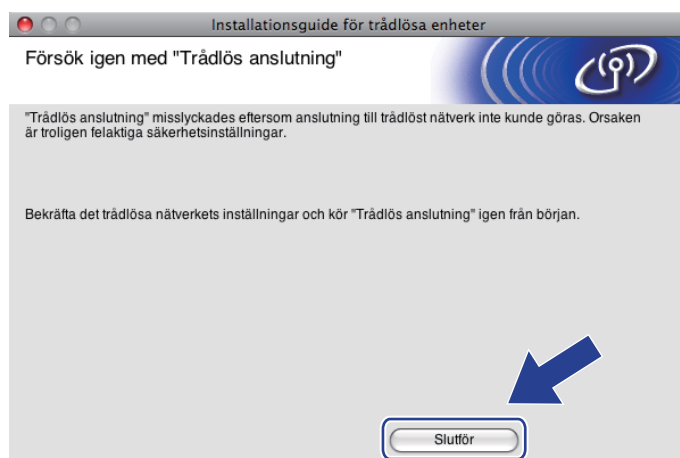 Installationsguide för trådlösa enheter
Försök igen med "Trådlös anslutning"
"Trådlös anslutning" misslyckades eftersom anslutning till trådlöst nätverk inte kunde göras. Orsaken
är troligen felaktiga säkerhetsinställningar.
Bekräfta det trådlösa nätverkets inställningar och kör "Trådlös anslutning" igen från början.
Slutför